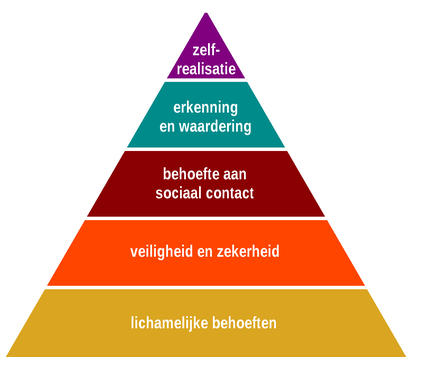 zelf-
realisatie
erkenning
en waardering
behoefte aan
sociaal contact
veiligheid en zekerheid
lichamelijke behoeften